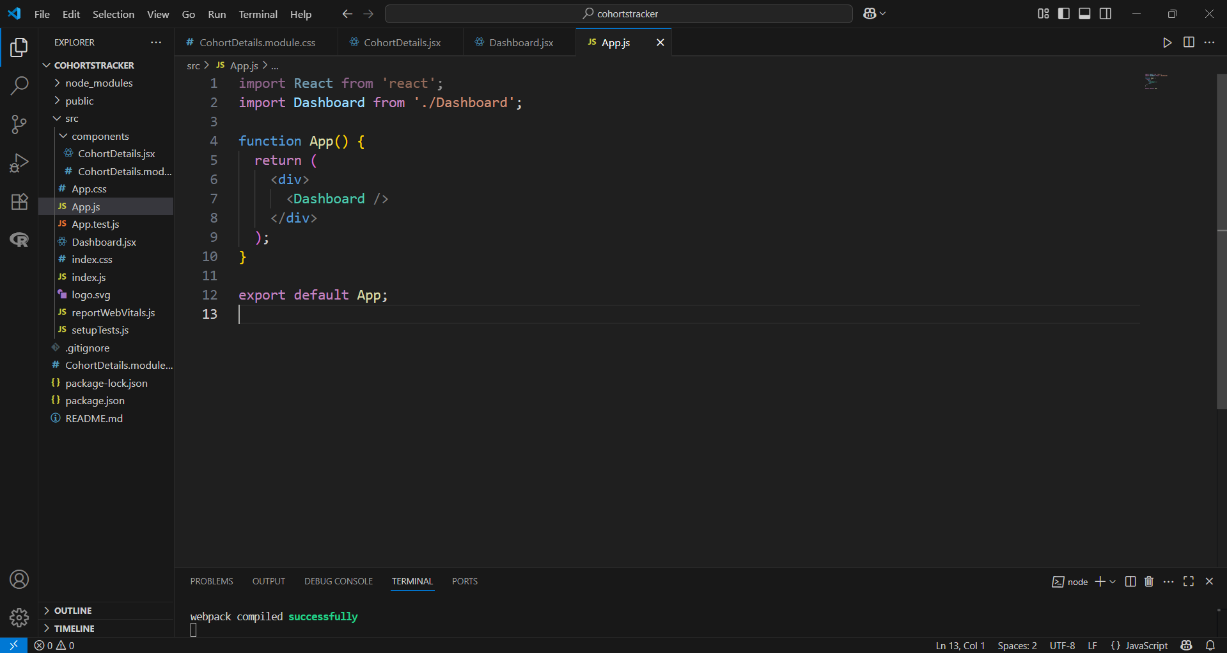 File Edit Selection View Go Run Terminal Help
cohortstracker
EXPLORER
COHORTSTRACKER
node_modules
public
src
components
CohortDetails.jsx
CohortDetails.mod...
App.css
App.js
App.test.js
Dashboard.jsx
index.css
index.js
logo.svg
reportWebVitals.js
setupTests.js
.gitignore
CohortDetails.module...
package-lock.json
package.json
README.md
OUTLINE
TIMELINE
CohortDetails.module.css CohortDetails.jsx Dashboard.jsx JS App.js
src > JS App.js > ...
1 import React from 'react';
2 import Dashboard from './Dashboard';
3
4 function App() {
5 return (
6 <div>
7 <Dashboard />
8 </div>
9 );
10 }
11
12 export default App;
13
PROBLEMS OUTPUT DEBUG CONSOLE TERMINAL PORTS
node
webpack compiled successfully
0 0
Ln 13, Col 1 Spaces: 2 UTF-8 LF {} JavaScript